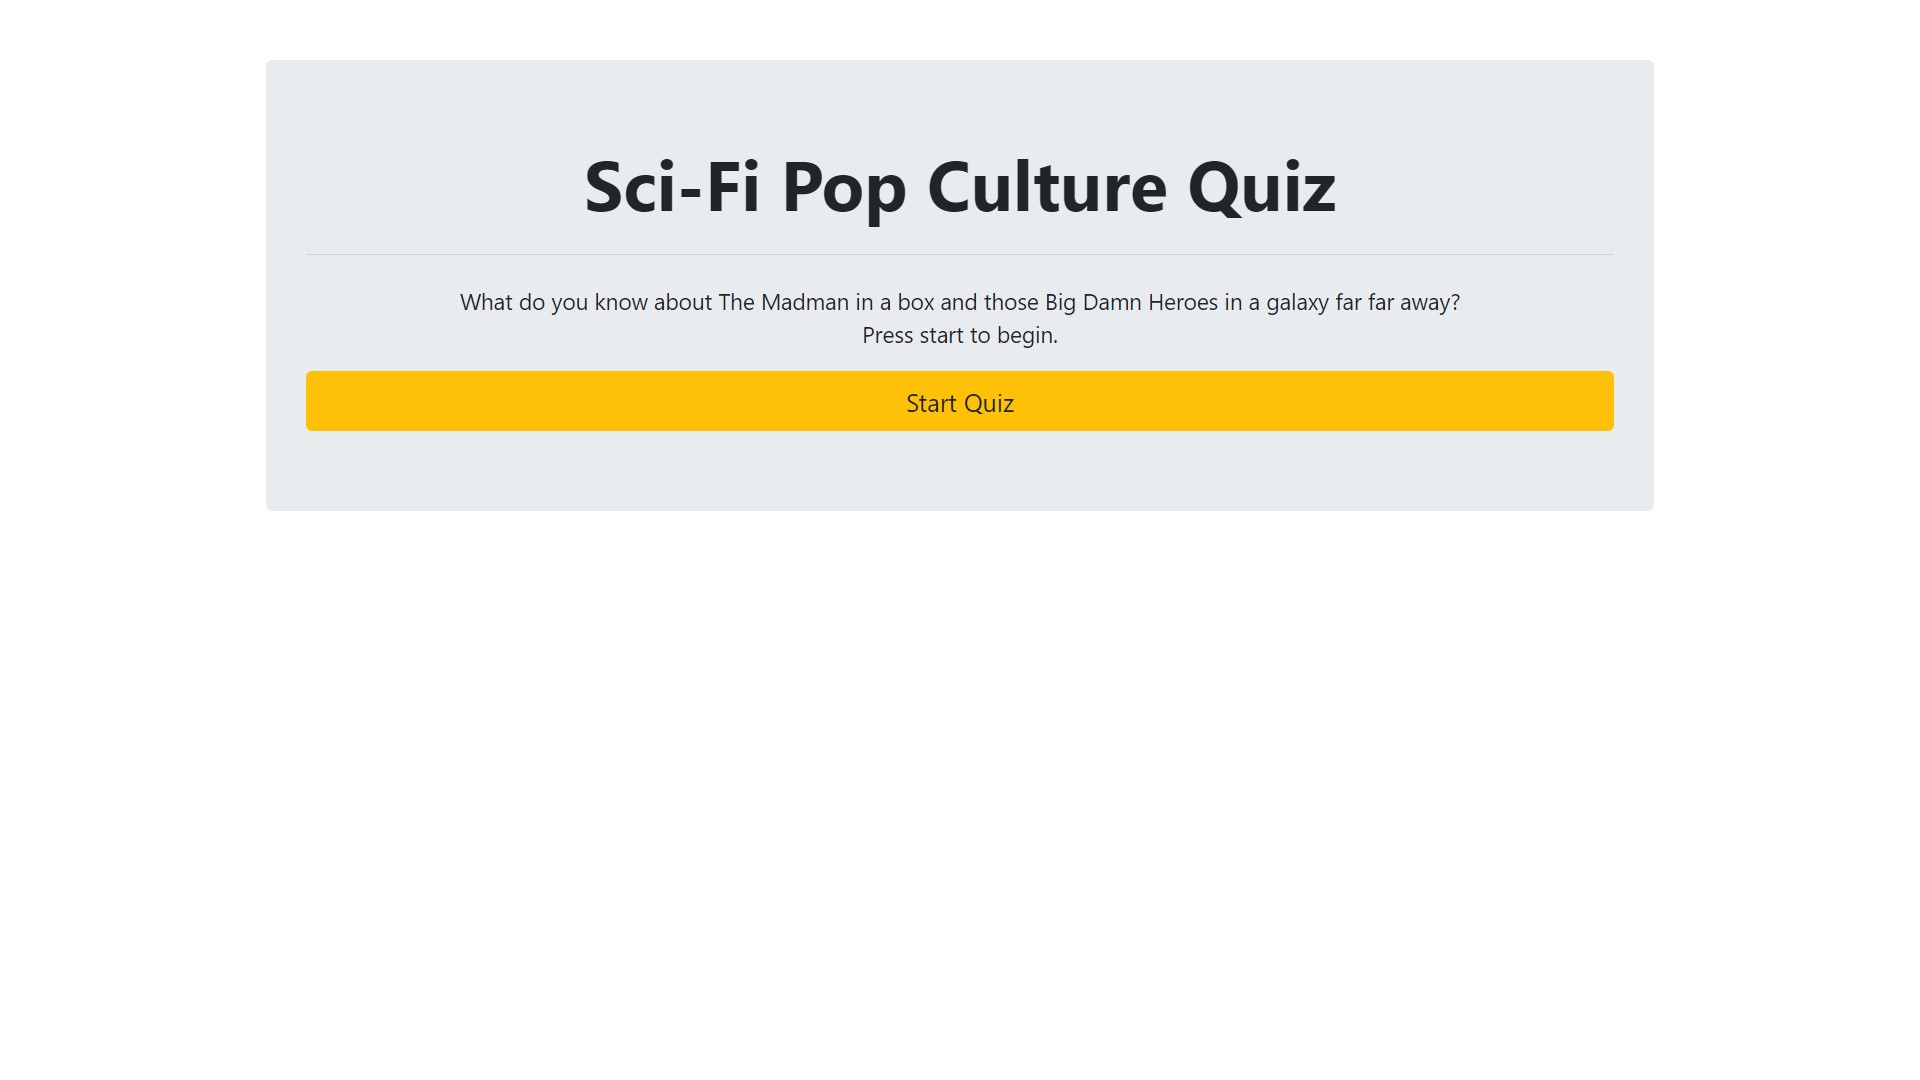 Sci-Fi Pop Culture Quiz
What do you know about The Madman in a box and those Big Damn Heroes in a galaxy far far away?
Press start to begin.
Start Quiz